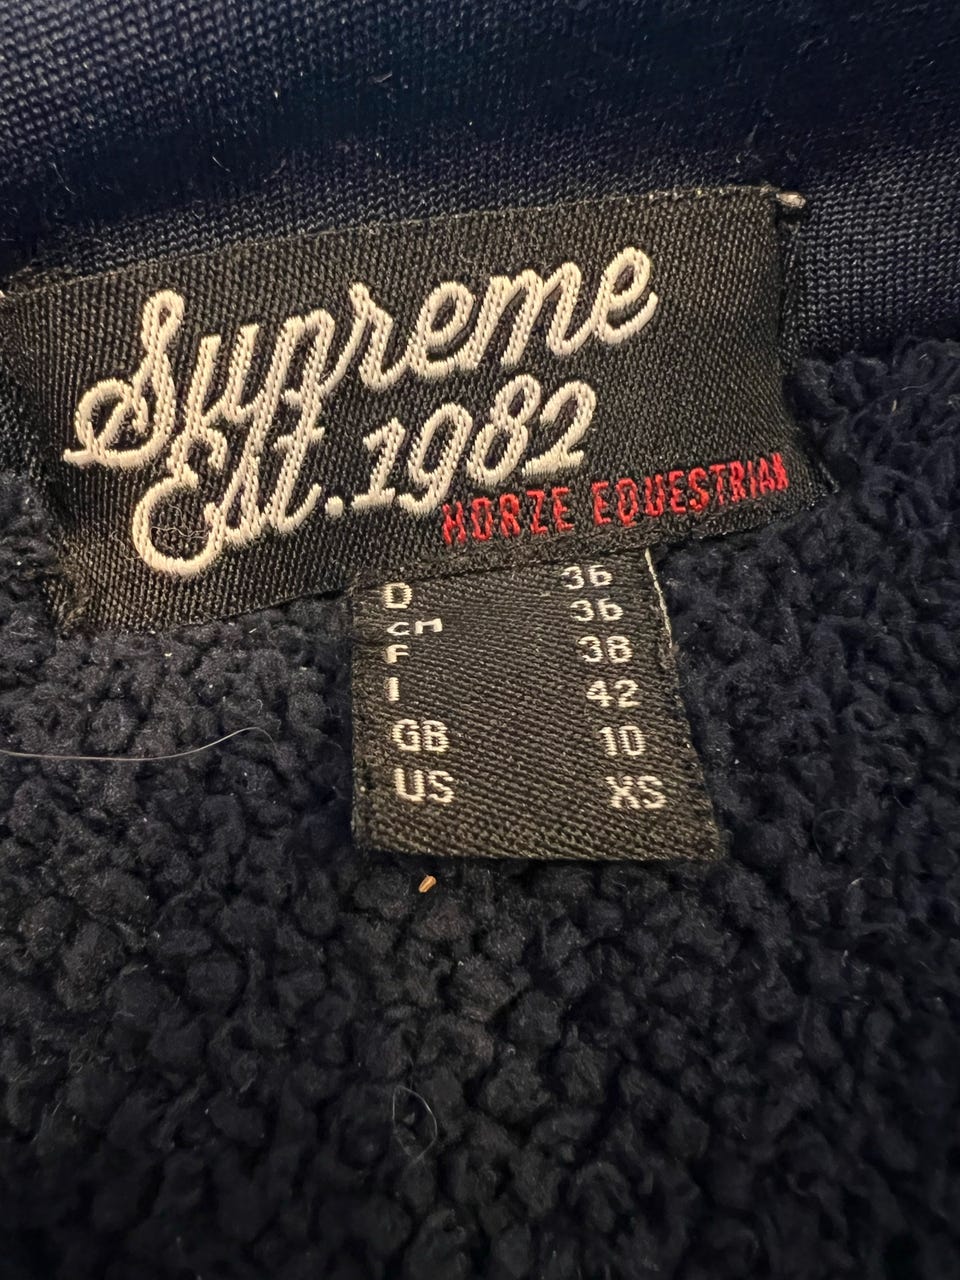 Supreme
Est.1982
HORZE EQUESTRIAN
D 36
cm 36
F 38
I 42
GB 10
US XS